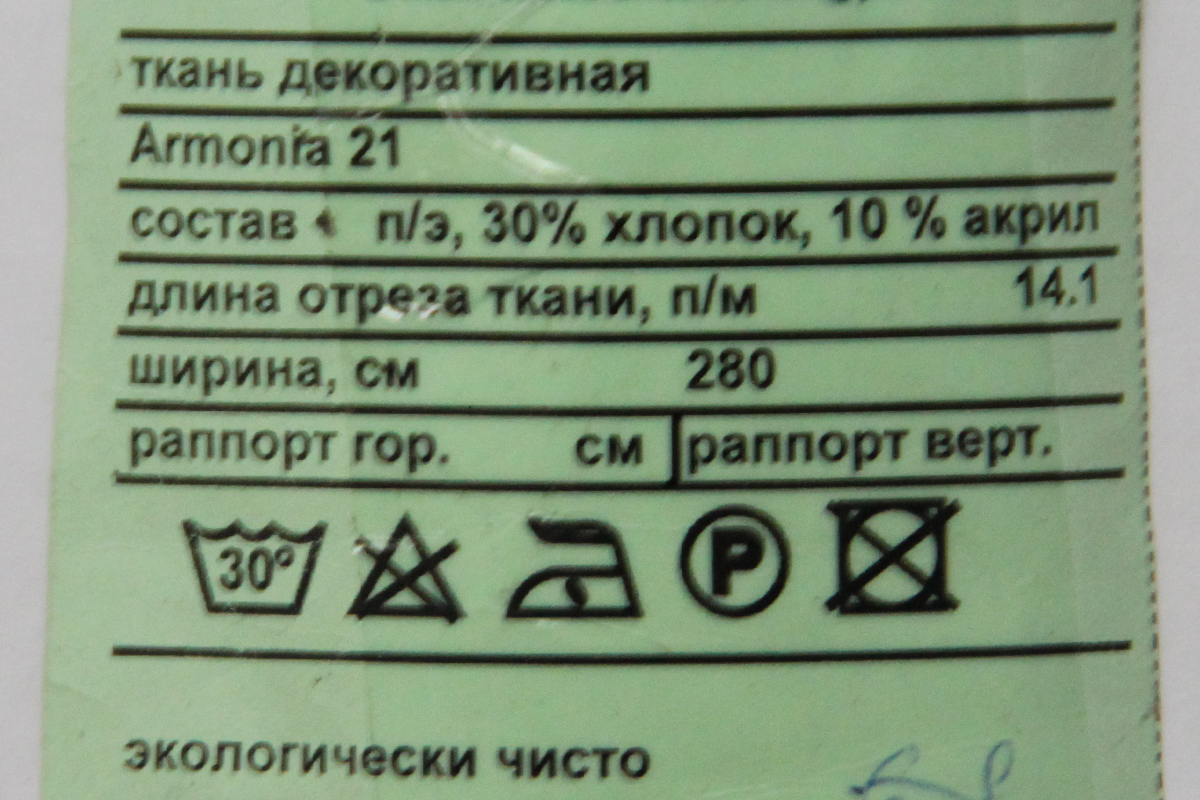 ткань декоративная
Armonia 21
состав п/э, 30% хлопок, 10 % акрил
длина отреза ткани, п/м 14.1
ширина, см 280
раппорт гор. см раппорт верт.
30° P
экологически чисто